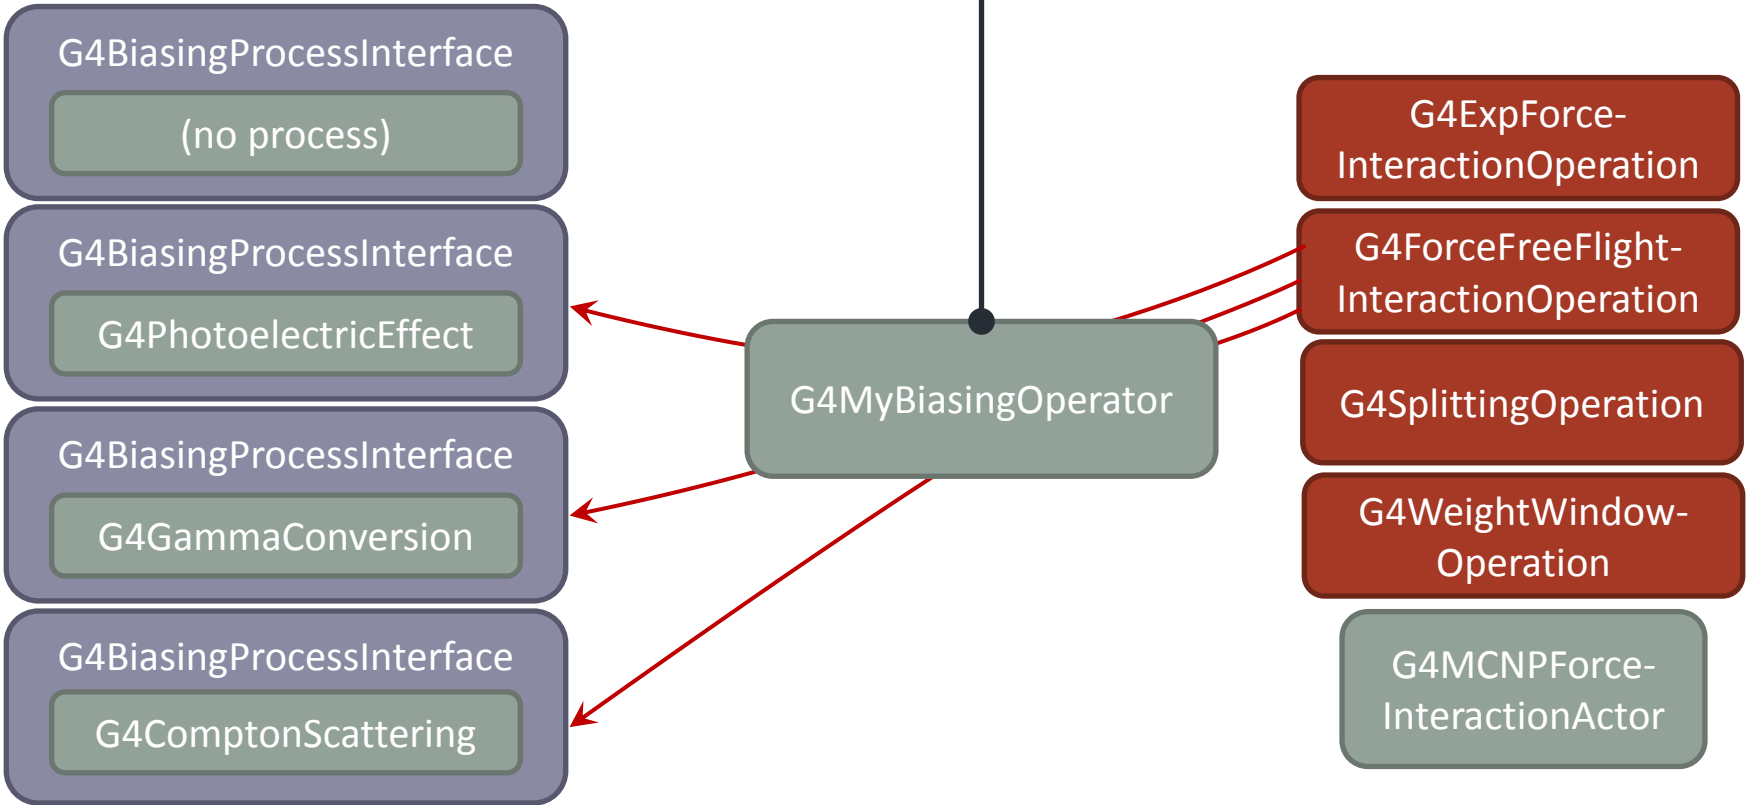 G4BiasingProcessInterface
(no process)
G4BiasingProcessInterface
G4PhotoelectricEffect
G4BiasingProcessInterface
G4GammaConversion
G4BiasingProcessInterface
G4ComptonScattering
G4MyBiasingOperator
G4ExpForce-
InteractionOperation
G4ForceFreeFlight-
InteractionOperation
G4SplittingOperation
G4WeightWindow-
Operation
G4MCNPForce-
InteractionActor